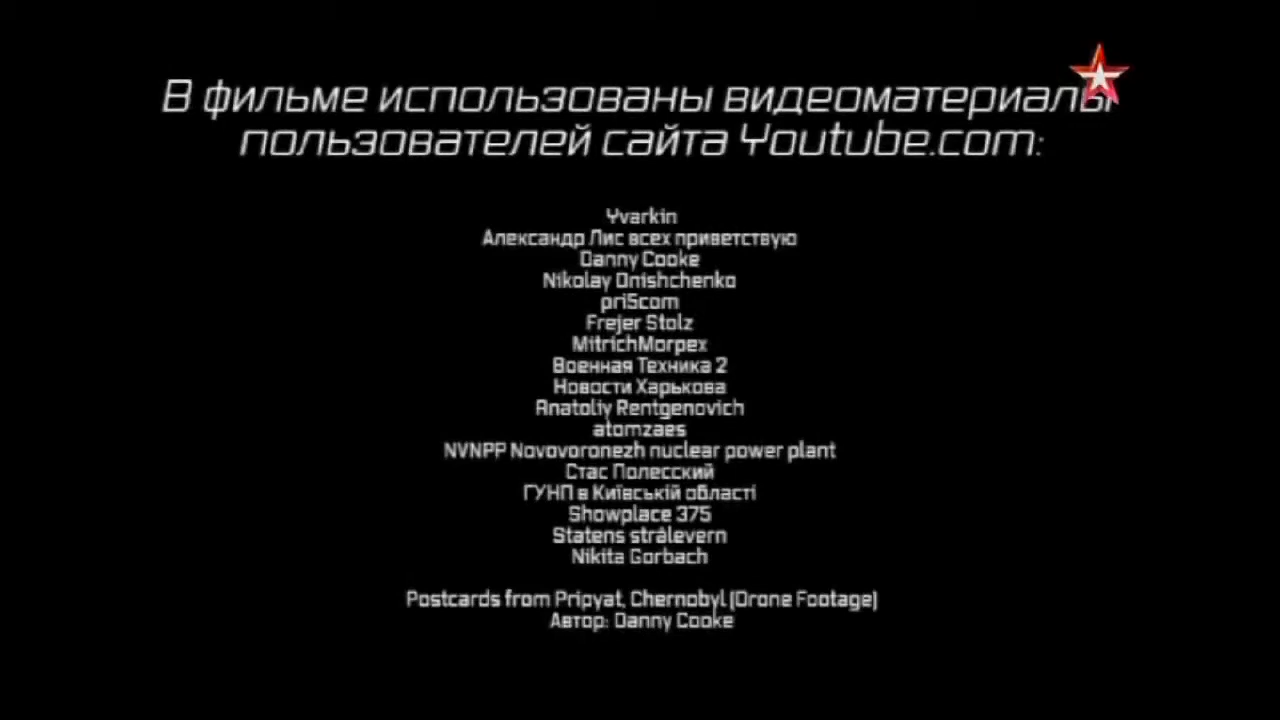 В фильме использованы видеоматериалы
пользователей сайта Youtube.com:
Yvarkin
Александр Лис всех приветствую
Danny Cooke
Nikolay Onishchenko
pri5com
Frejer Stolz
MitrichMorpex
Военная Техника 2
Новости Харькова
Anatoliy Rentgenovich
atomzaes
NVNPP Novovoronezh nuclear power plant
Стас Полесский
ГУНП в Київській області
Showplace 375
Statens strålevern
Nikita Gorbach
Postcards from Pripyat, Chernobyl (Drone Footage)
Автор: Danny Cooke